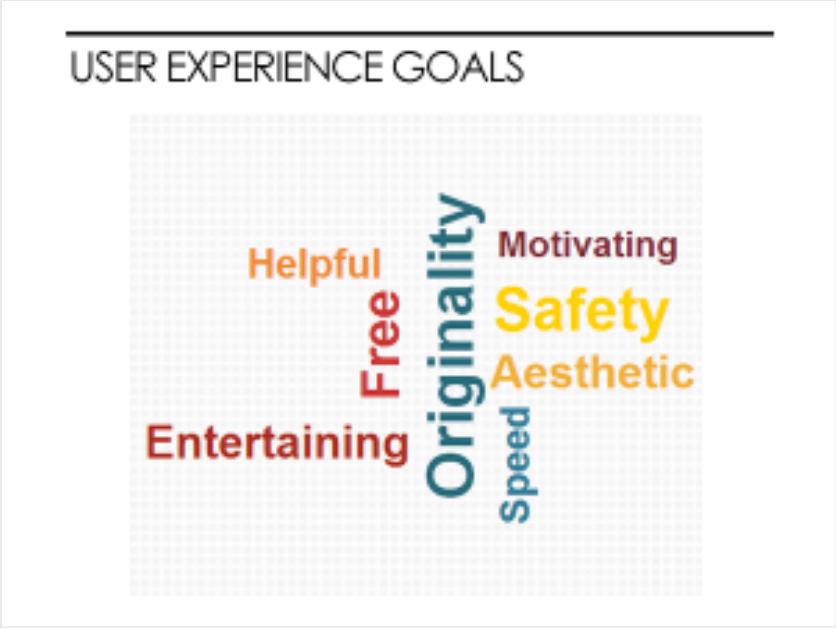 USER EXPERIENCE GOALS
Originality
Motivating
Helpful
Safety
Free
Aesthetic
Entertaining
Speed